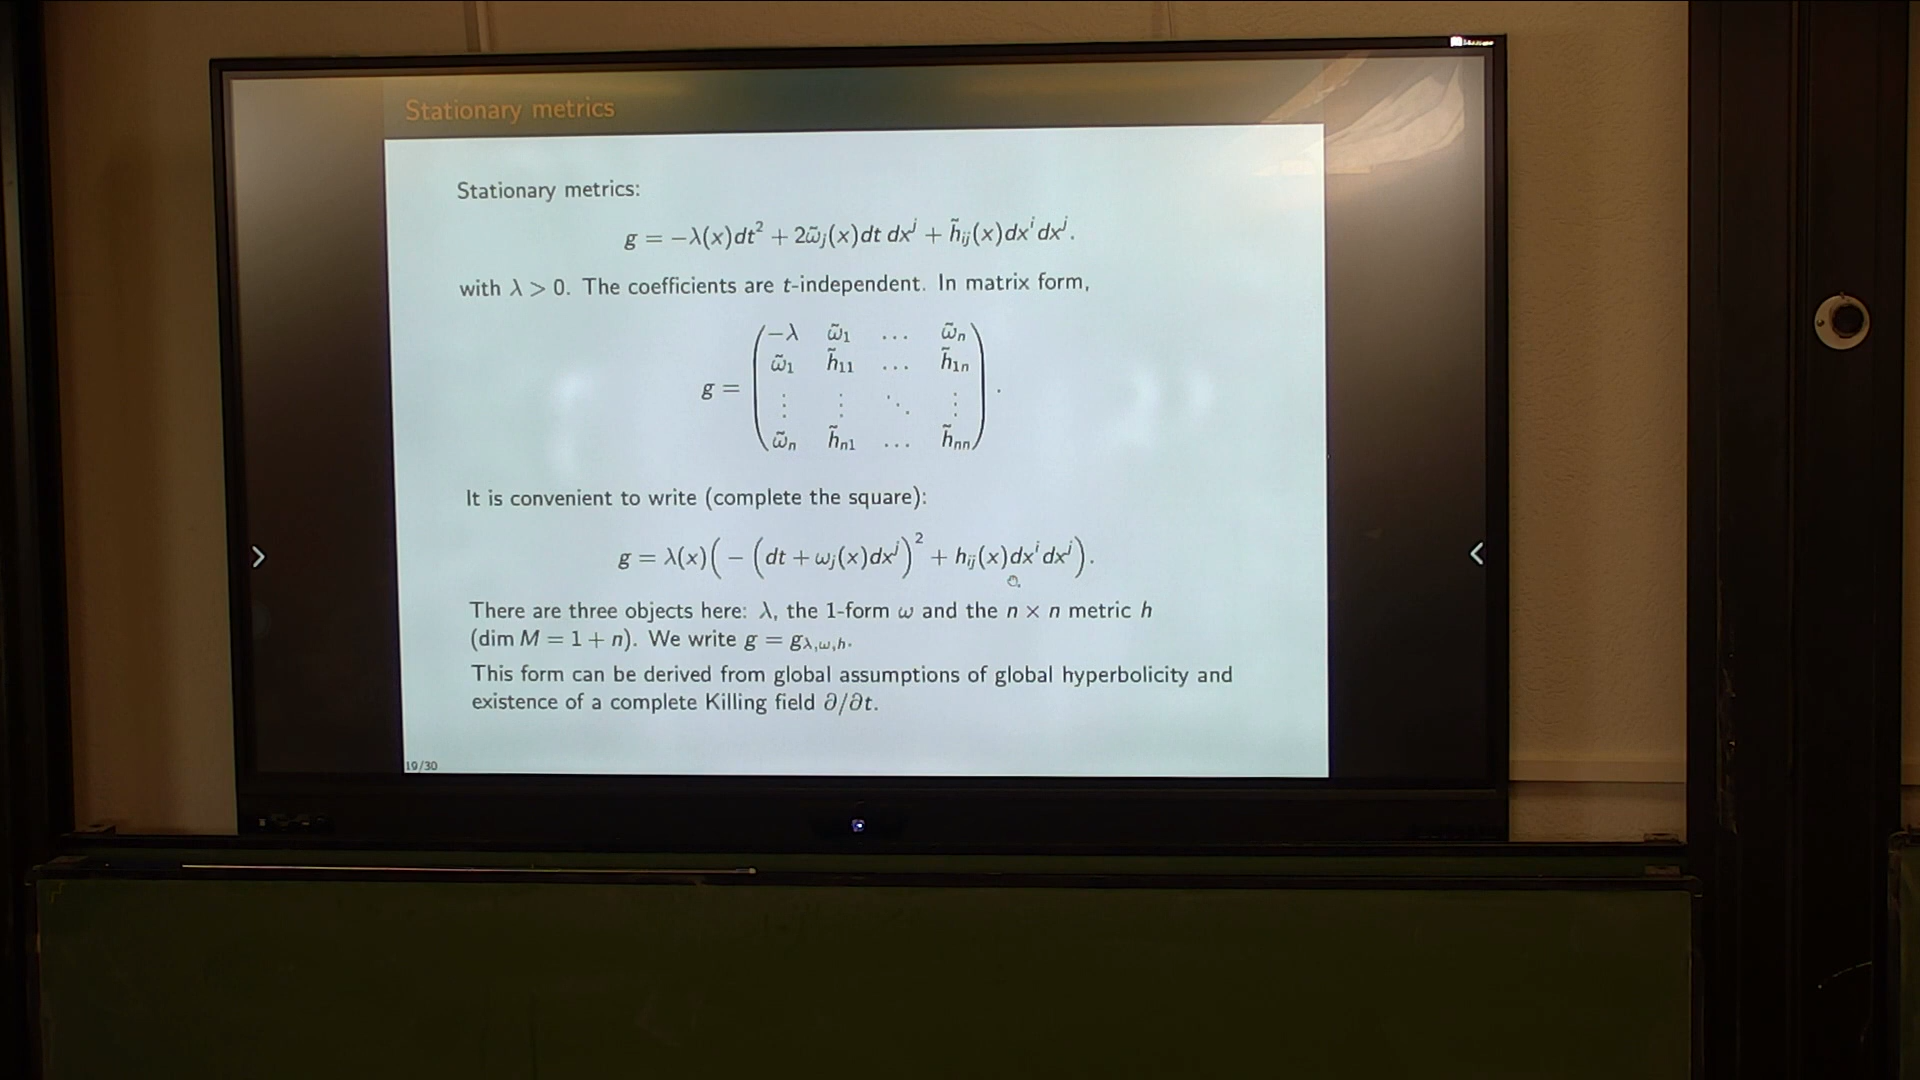 Stationary metrics
Stationary metrics:
g = −λ(x)dt² + 2ω̃ⱼ(x)dt dxʲ + h̃ᵢⱼ(x)dxⁱdxʲ.
with λ > 0. The coefficients are t-independent. In matrix form,
−λ ω̃₁ … ω̃ₙ
ω̃₁ h̃₁₁ … h̃₁ₙ
g = ( ⋮ ⋮ ⋱ ⋮ ) .
ω̃ₙ h̃ₙ₁ … h̃ₙₙ
It is convenient to write (complete the square):
g = λ(x)( − (dt + ωⱼ(x)dxʲ)² + hᵢⱼ(x)dxⁱdxʲ).
There are three objects here: λ, the 1-form ω and the n × n metric h
(dim M = 1 + n). We write g = g_{λ,ω,h}.
This form can be derived from global assumptions of global hyperbolicity and
existence of a complete Killing field ∂/∂t.
19/30